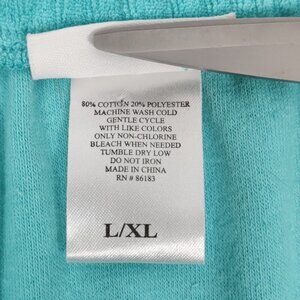 80% COTTON 20% POLYESTER
MACHINE WASH COLD
GENTLE CYCLE
WITH LIKE COLORS
ONLY NON-CHLORINE
BLEACH WHEN NEEDED
TUMBLE DRY LOW
DO NOT IRON
MADE IN CHINA
RN # 86183
L/XL